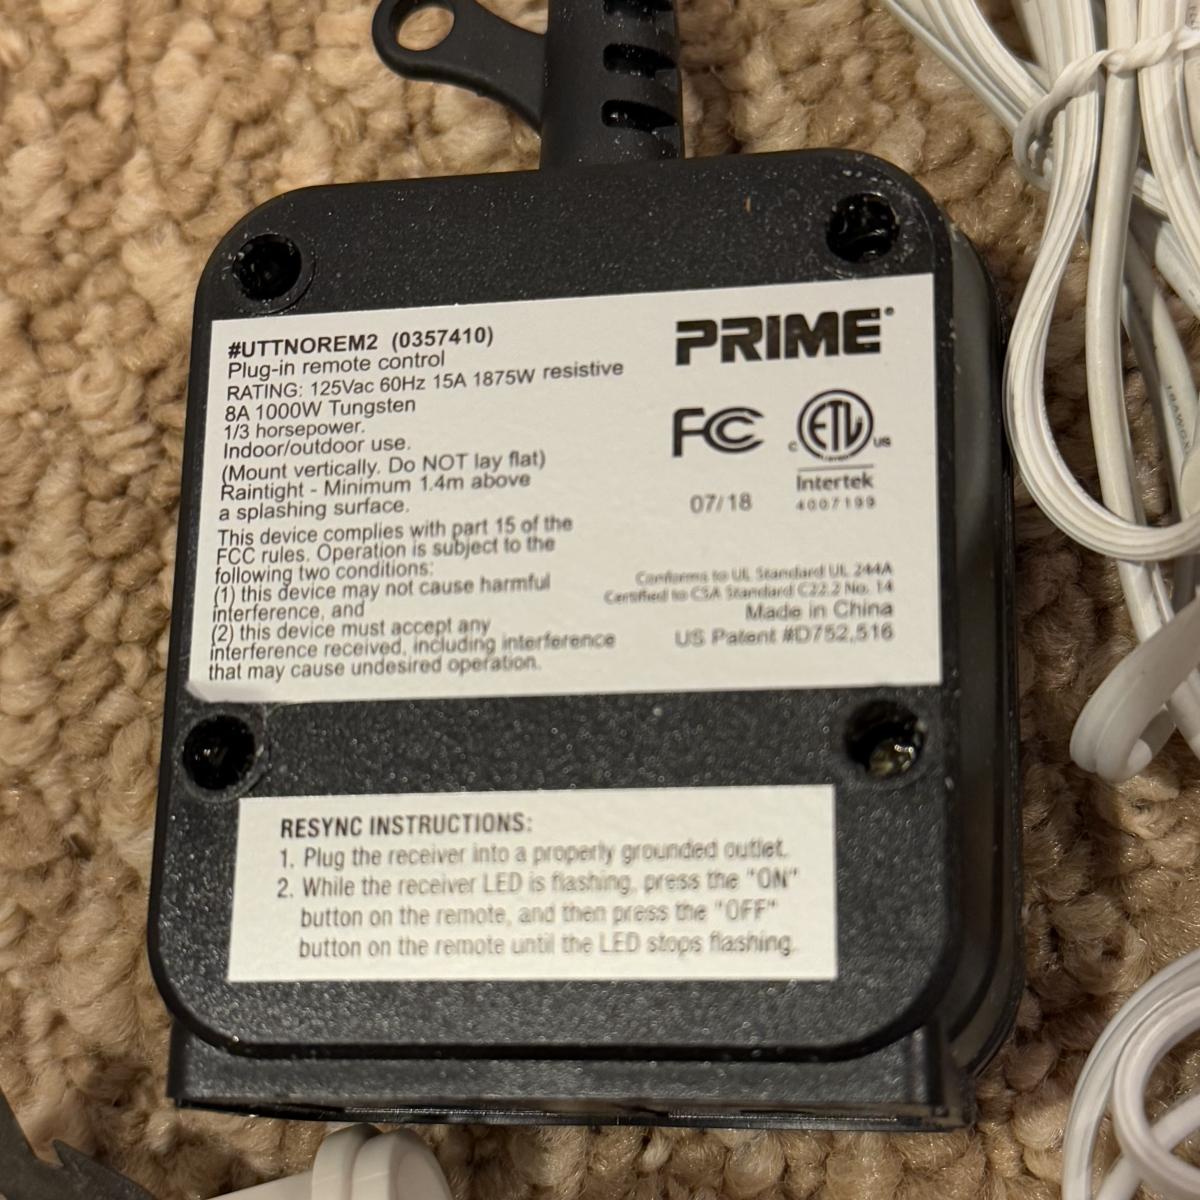 #UTTNOREM2 (0357410)
Plug-in remote control
RATING: 125Vac 60Hz 15A 1875W resistive
8A 1000W Tungsten
1/3 horsepower.
Indoor/outdoor use.
(Mount vertically. Do NOT lay flat)
Raintight - Minimum 1.4m above
a splashing surface.
This device complies with part 15 of the
FCC rules. Operation is subject to the
following two conditions:
(1) this device may not cause harmful
interference, and
(2) this device must accept any
interference received, including interference
that may cause undesired operation.
PRIME®
FC
c ETL us
Intertek
4007199
07/18
Conforms to UL Standard UL 244A
Certified to CSA Standard C22.2 No. 14
Made in China
US Patent #D752,516
RESYNC INSTRUCTIONS:
1. Plug the receiver into a properly grounded outlet.
2. While the receiver LED is flashing, press the "ON"
button on the remote, and then press the "OFF"
button on the remote until the LED stops flashing.